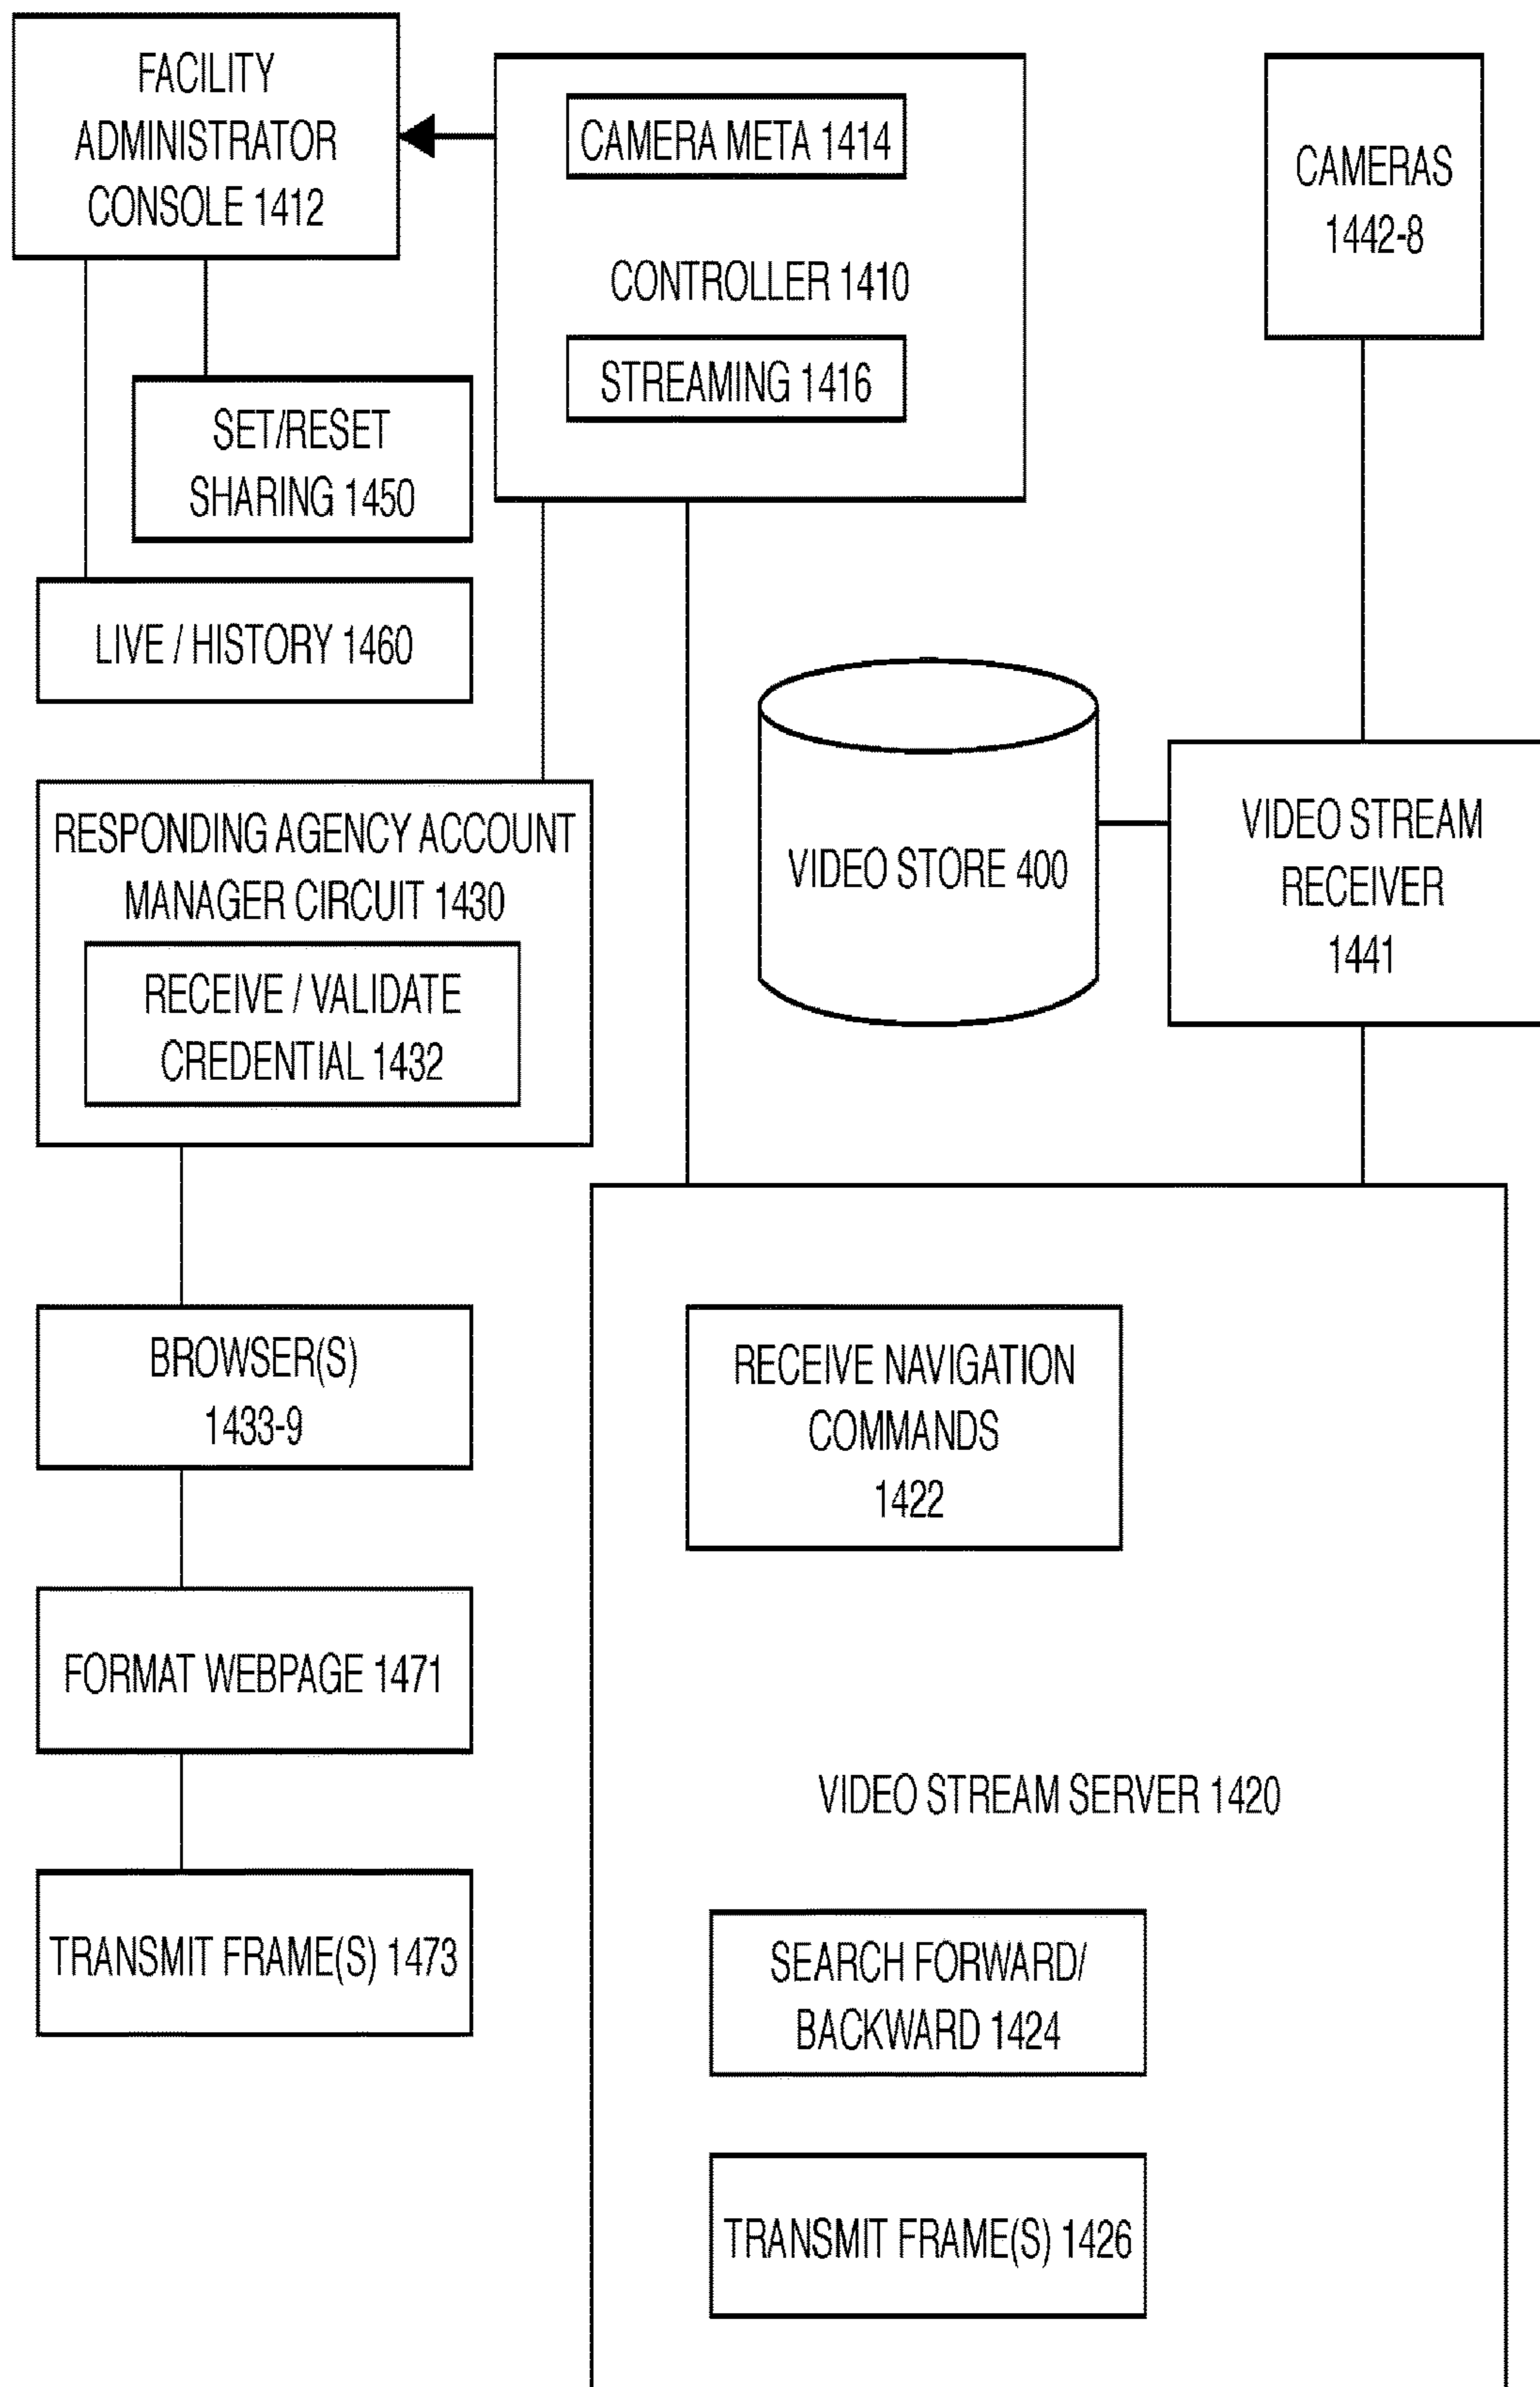 FACILITY
ADMINISTRATOR
CONSOLE 1412
CAMERA META 1414
CONTROLLER 1410
STREAMING 1416
CAMERAS
1442-8
SET/RESET
SHARING 1450
LIVE / HISTORY 1460
RESPONDING AGENCY ACCOUNT
MANAGER CIRCUIT 1430
RECEIVE / VALIDATE
CREDENTIAL 1432
VIDEO STORE 400
VIDEO STREAM
RECEIVER
1441
BROWSER(S)
1433-9
FORMAT WEBPAGE 1471
TRANSMIT FRAME(S) 1473
RECEIVE NAVIGATION
COMMANDS
1422
VIDEO STREAM SERVER 1420
SEARCH FORWARD/
BACKWARD 1424
TRANSMIT FRAME(S) 1426